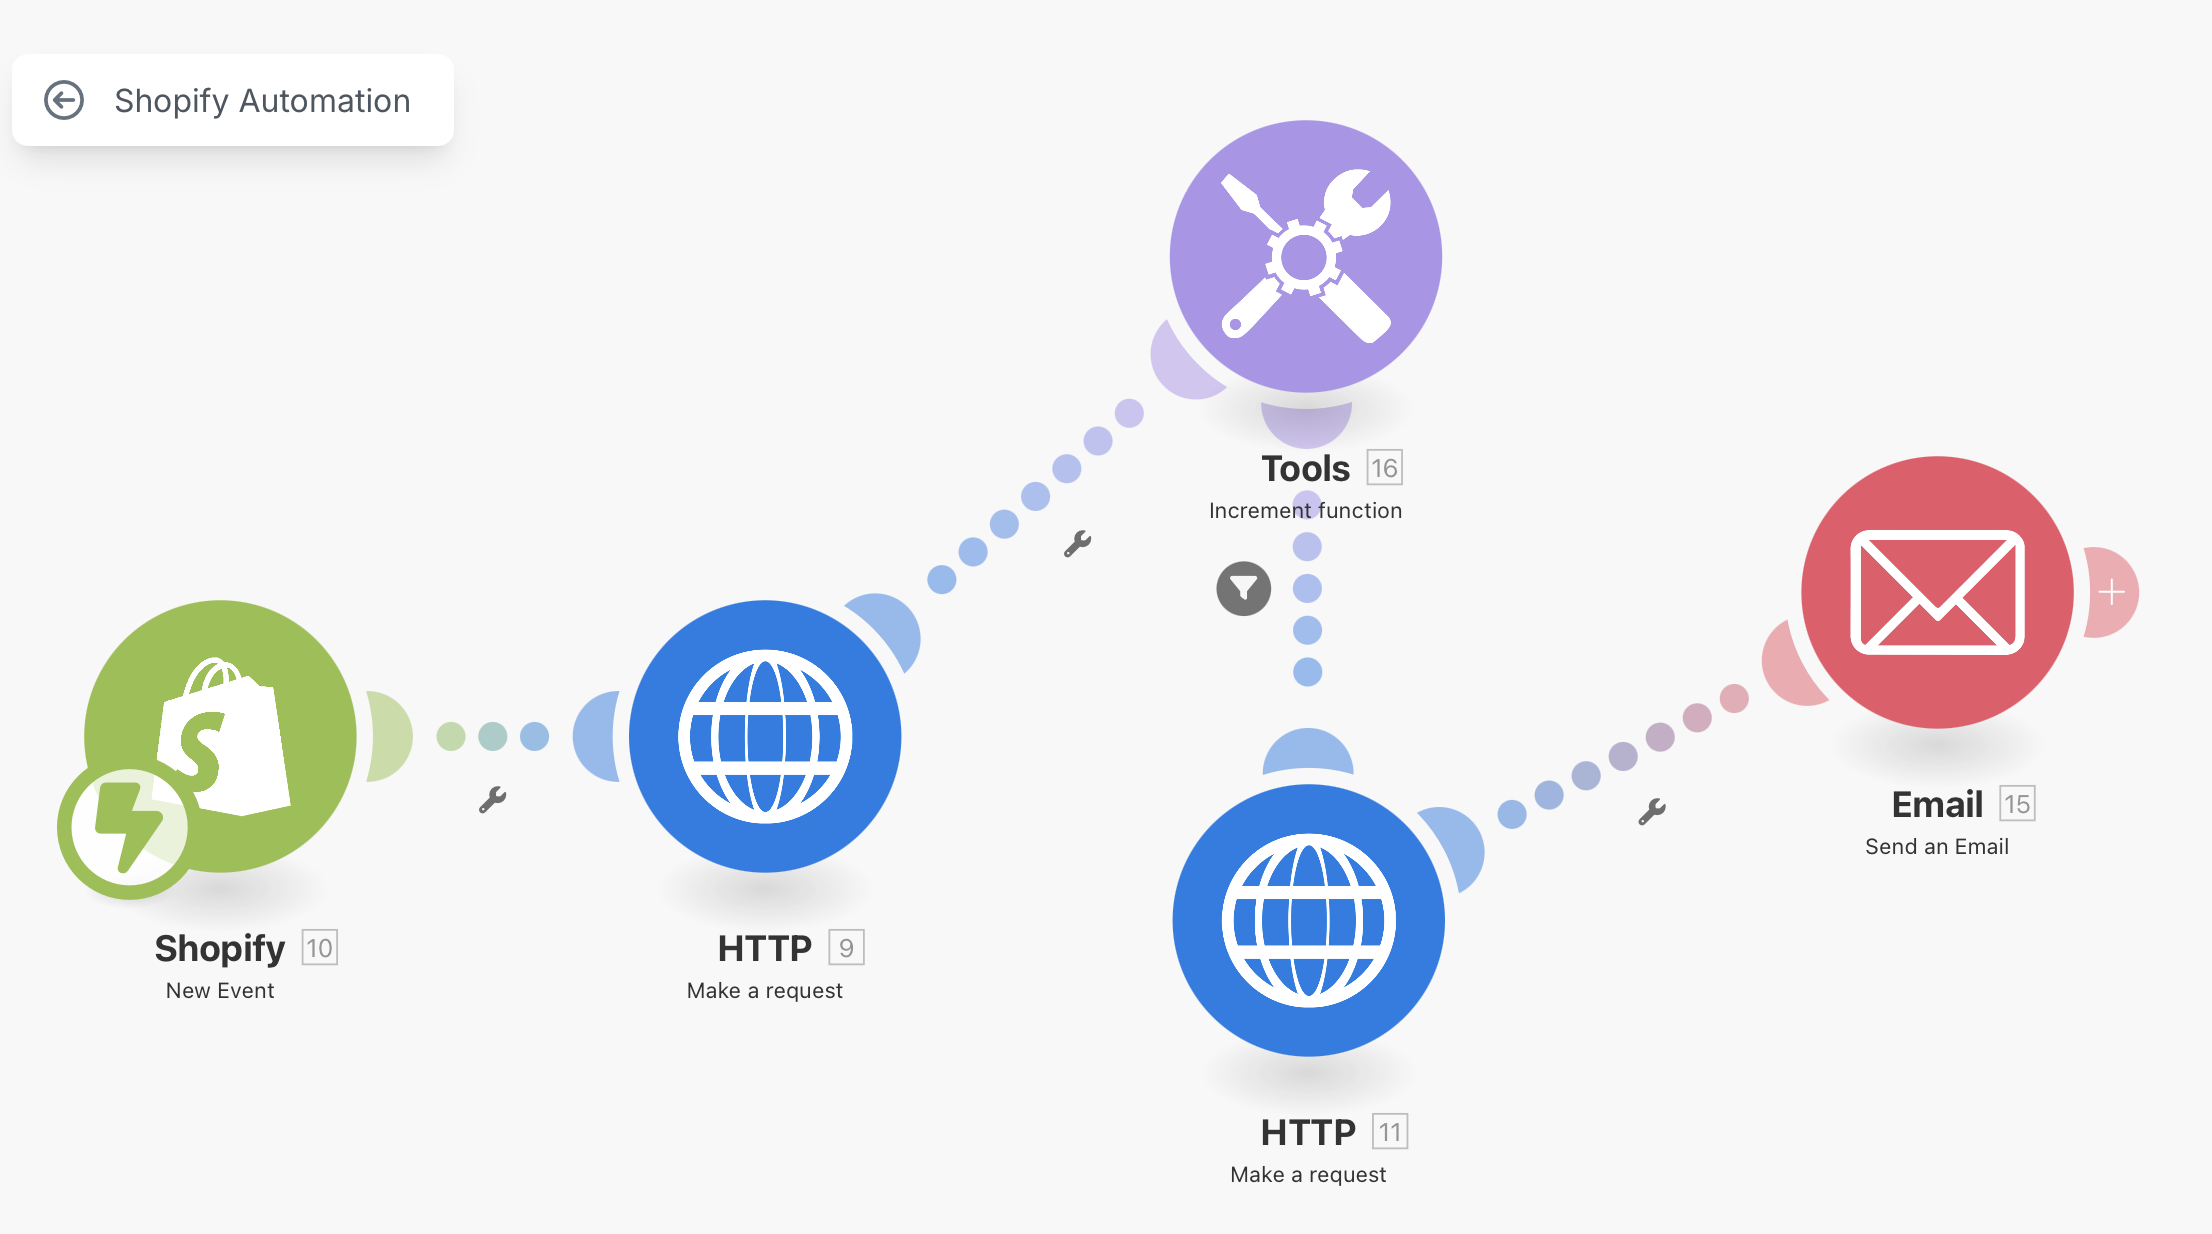 Shopify Automation
Tools 16
Increment function
Email 15
Send an Email
Shopify 10
New Event
HTTP 9
Make a request
HTTP 11
Make a request